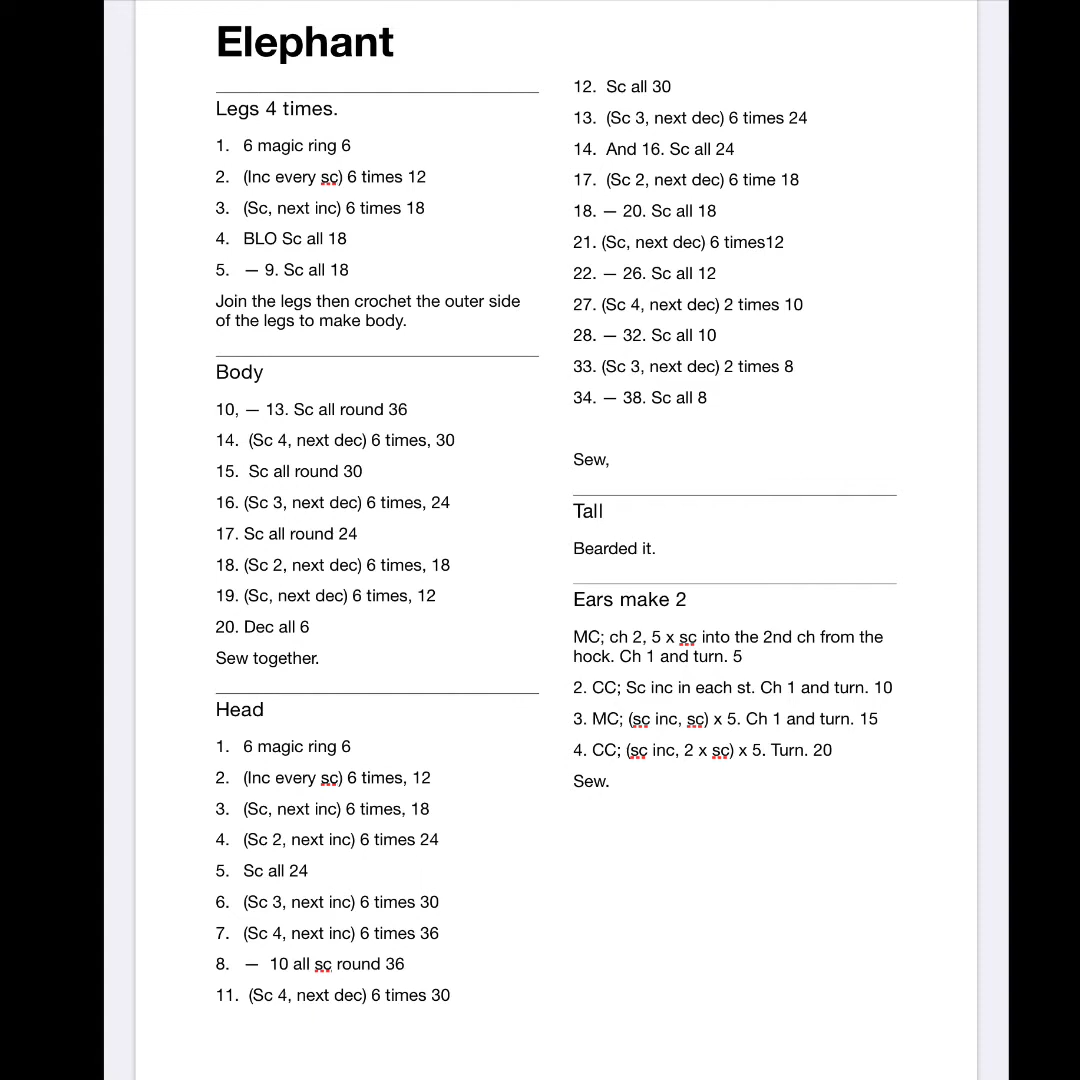 Elephant
Legs 4 times.
1. 6 magic ring 6
2. (Inc every sc) 6 times 12
3. (Sc, next inc) 6 times 18
4. BLO Sc all 18
5. — 9. Sc all 18
Join the legs then crochet the outer side
of the legs to make body.
Body
10, — 13. Sc all round 36
14. (Sc 4, next dec) 6 times, 30
15. Sc all round 30
16. (Sc 3, next dec) 6 times, 24
17. Sc all round 24
18. (Sc 2, next dec) 6 times, 18
19. (Sc, next dec) 6 times, 12
20. Dec all 6
Sew together.
Head
1. 6 magic ring 6
2. (Inc every sc) 6 times, 12
3. (Sc, next inc) 6 times, 18
4. (Sc 2, next inc) 6 times 24
5. Sc all 24
6. (Sc 3, next inc) 6 times 30
7. (Sc 4, next inc) 6 times 36
8. — 10 all sc round 36
11. (Sc 4, next dec) 6 times 30
12. Sc all 30
13. (Sc 3, next dec) 6 times 24
14. And 16. Sc all 24
17. (Sc 2, next dec) 6 time 18
18. — 20. Sc all 18
21. (Sc, next dec) 6 times12
22. — 26. Sc all 12
27. (Sc 4, next dec) 2 times 10
28. — 32. Sc all 10
33. (Sc 3, next dec) 2 times 8
34. — 38. Sc all 8
Sew,
Tall
Bearded it.
Ears make 2
MC; ch 2, 5 x sc into the 2nd ch from the
hock. Ch 1 and turn. 5
2. CC; Sc inc in each st. Ch 1 and turn. 10
3. MC; (sc inc, sc) x 5. Ch 1 and turn. 15
4. CC; (sc inc, 2 x sc) x 5. Turn. 20
Sew.